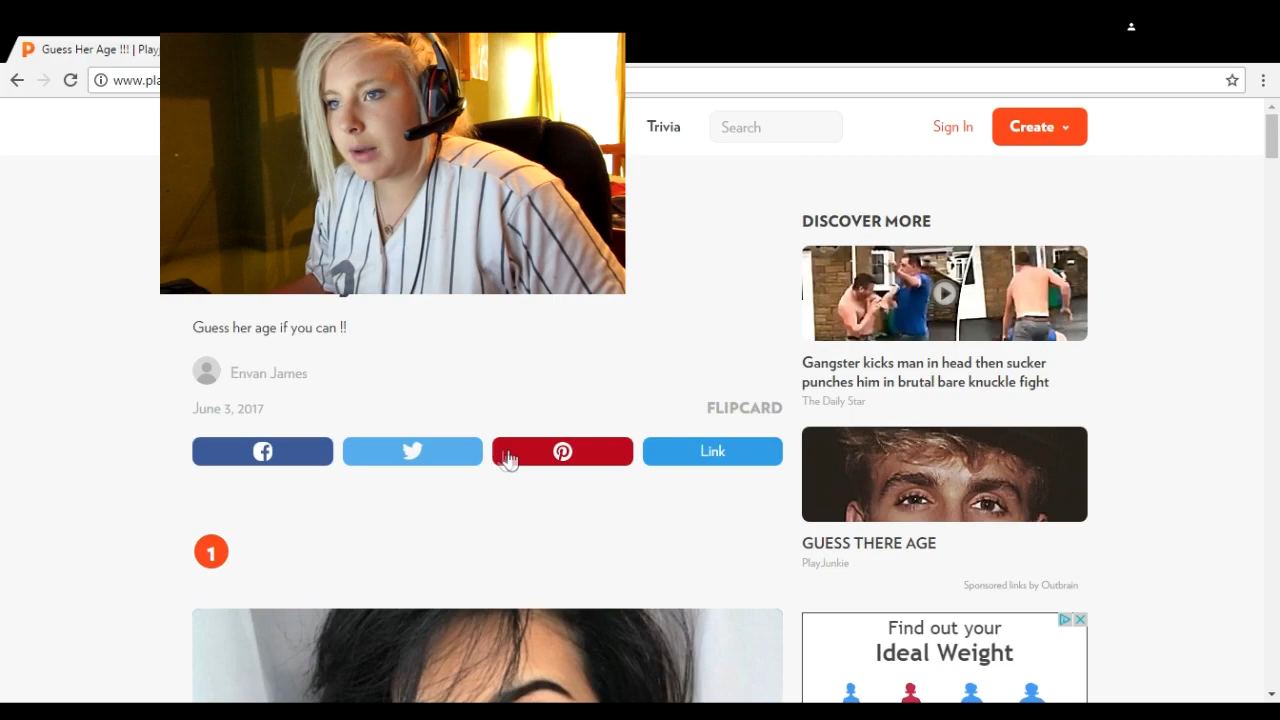 Guess Her Age !!! | Play
www.pla
Trivia
Search
Sign In
Create
DISCOVER MORE
Guess her age if you can !!
Envan James
June 3, 2017
FLIPCARD
Link
1
Gangster kicks man in head then sucker
punches him in brutal bare knuckle fight
The Daily Star
GUESS THERE AGE
PlayJunkie
Sponsored links by Outbrain
Find out your
Ideal Weight